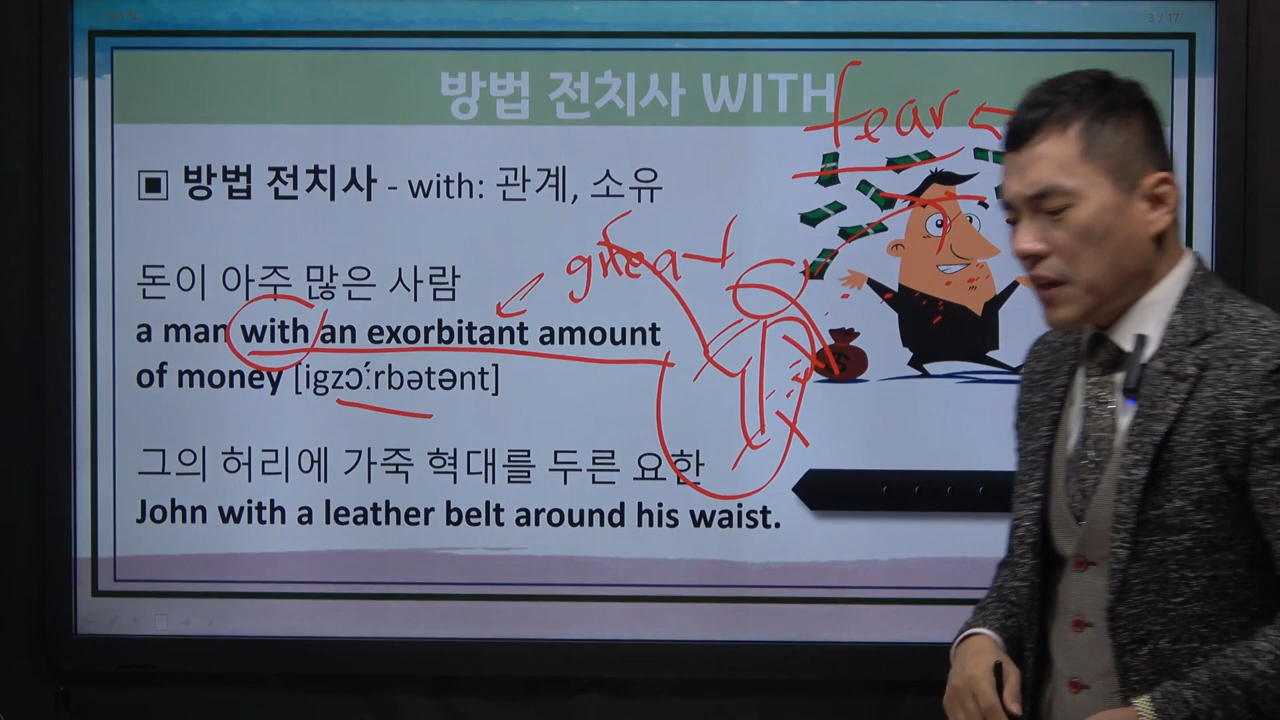 3 / 17
방법 전치사 WITH
fear
▣ 방법 전치사 - with: 관계, 소유
great
돈이 아주 많은 사람
a man with an exorbitant amount
of money [igzɔ́ːrbətənt]
그의 허리에 가죽 혁대를 두른 요한
John with a leather belt around his waist.